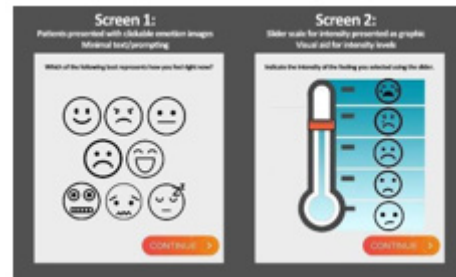 Screen 1:
Patients presented with clickable emotion images
Minimal text/prompting
Which of the following best represents how you feel right now?
CONTINUE
Screen 2:
Slider scale for intensity presented as graphic
Visual aid for intensity levels
Indicate the intensity of the feeling you selected using the slider.
CONTINUE